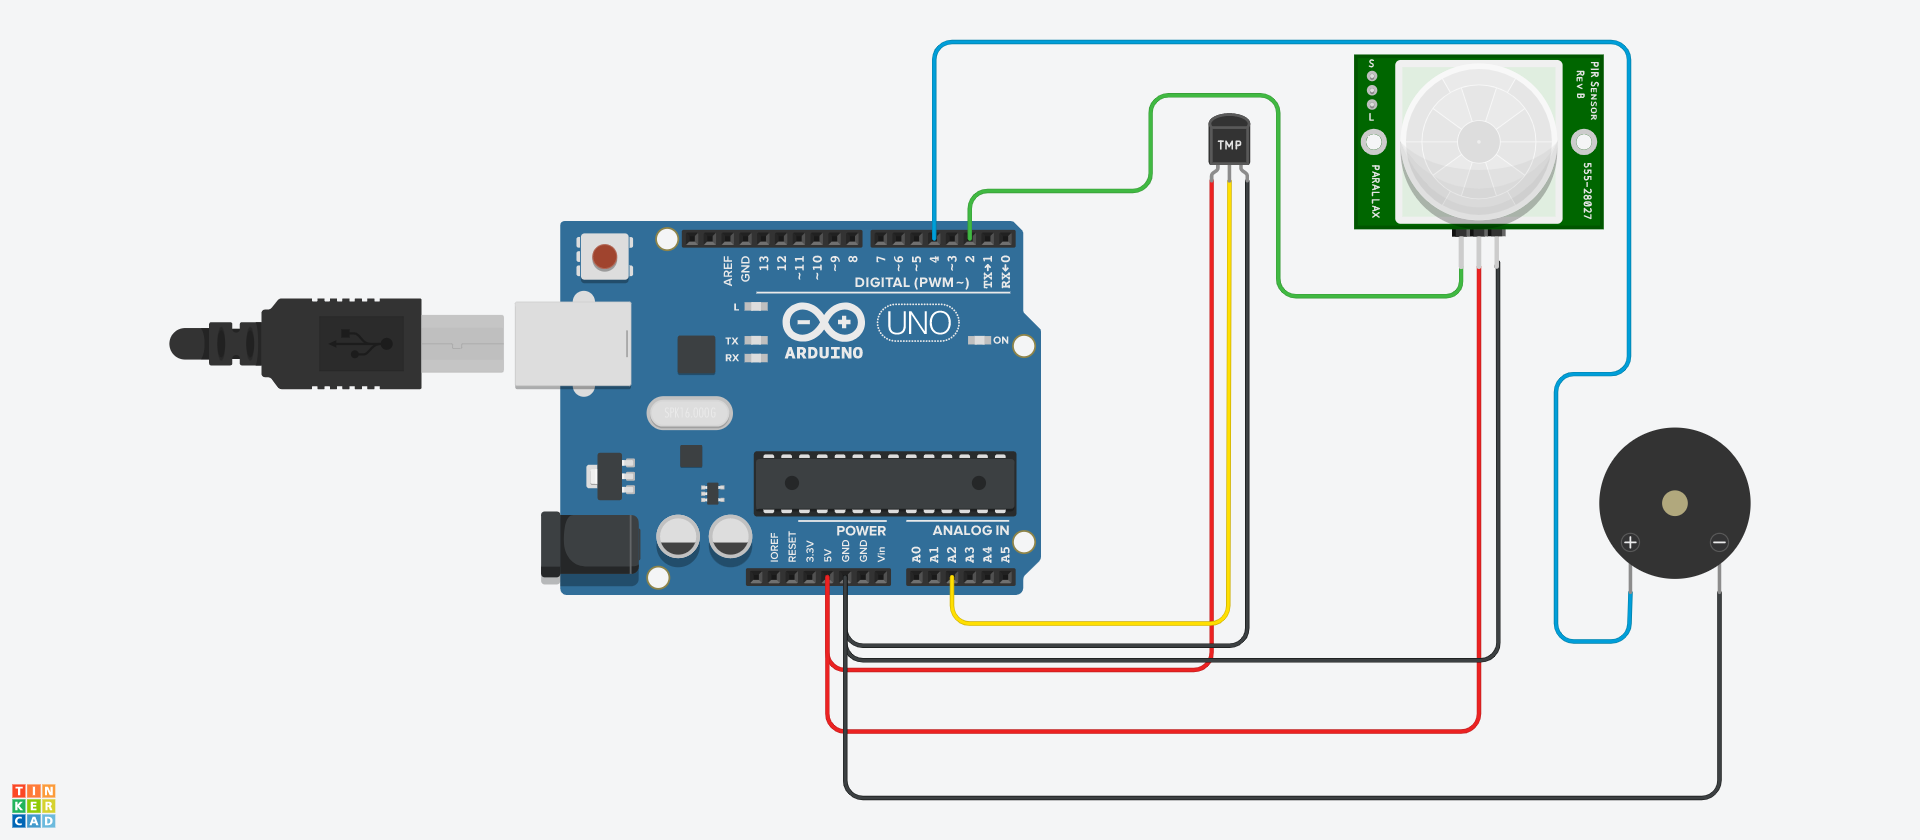 S
L
PARALLAX
PIR SENSOR
REV B
555-28027
TMP
AREF
GND
13
12
~11
~10
~9
8
7
~6
~5
4
~3
2
TX→1
RX←0
DIGITAL (PWM~)
L
TX
RX
ARDUINO
UNO
ON
SPK16.000G
POWER
ANALOG IN
IOREF
RESET
3.3V
5V
GND
GND
Vin
A0
A1
A2
A3
A4
A5
TIN
KER
CAD